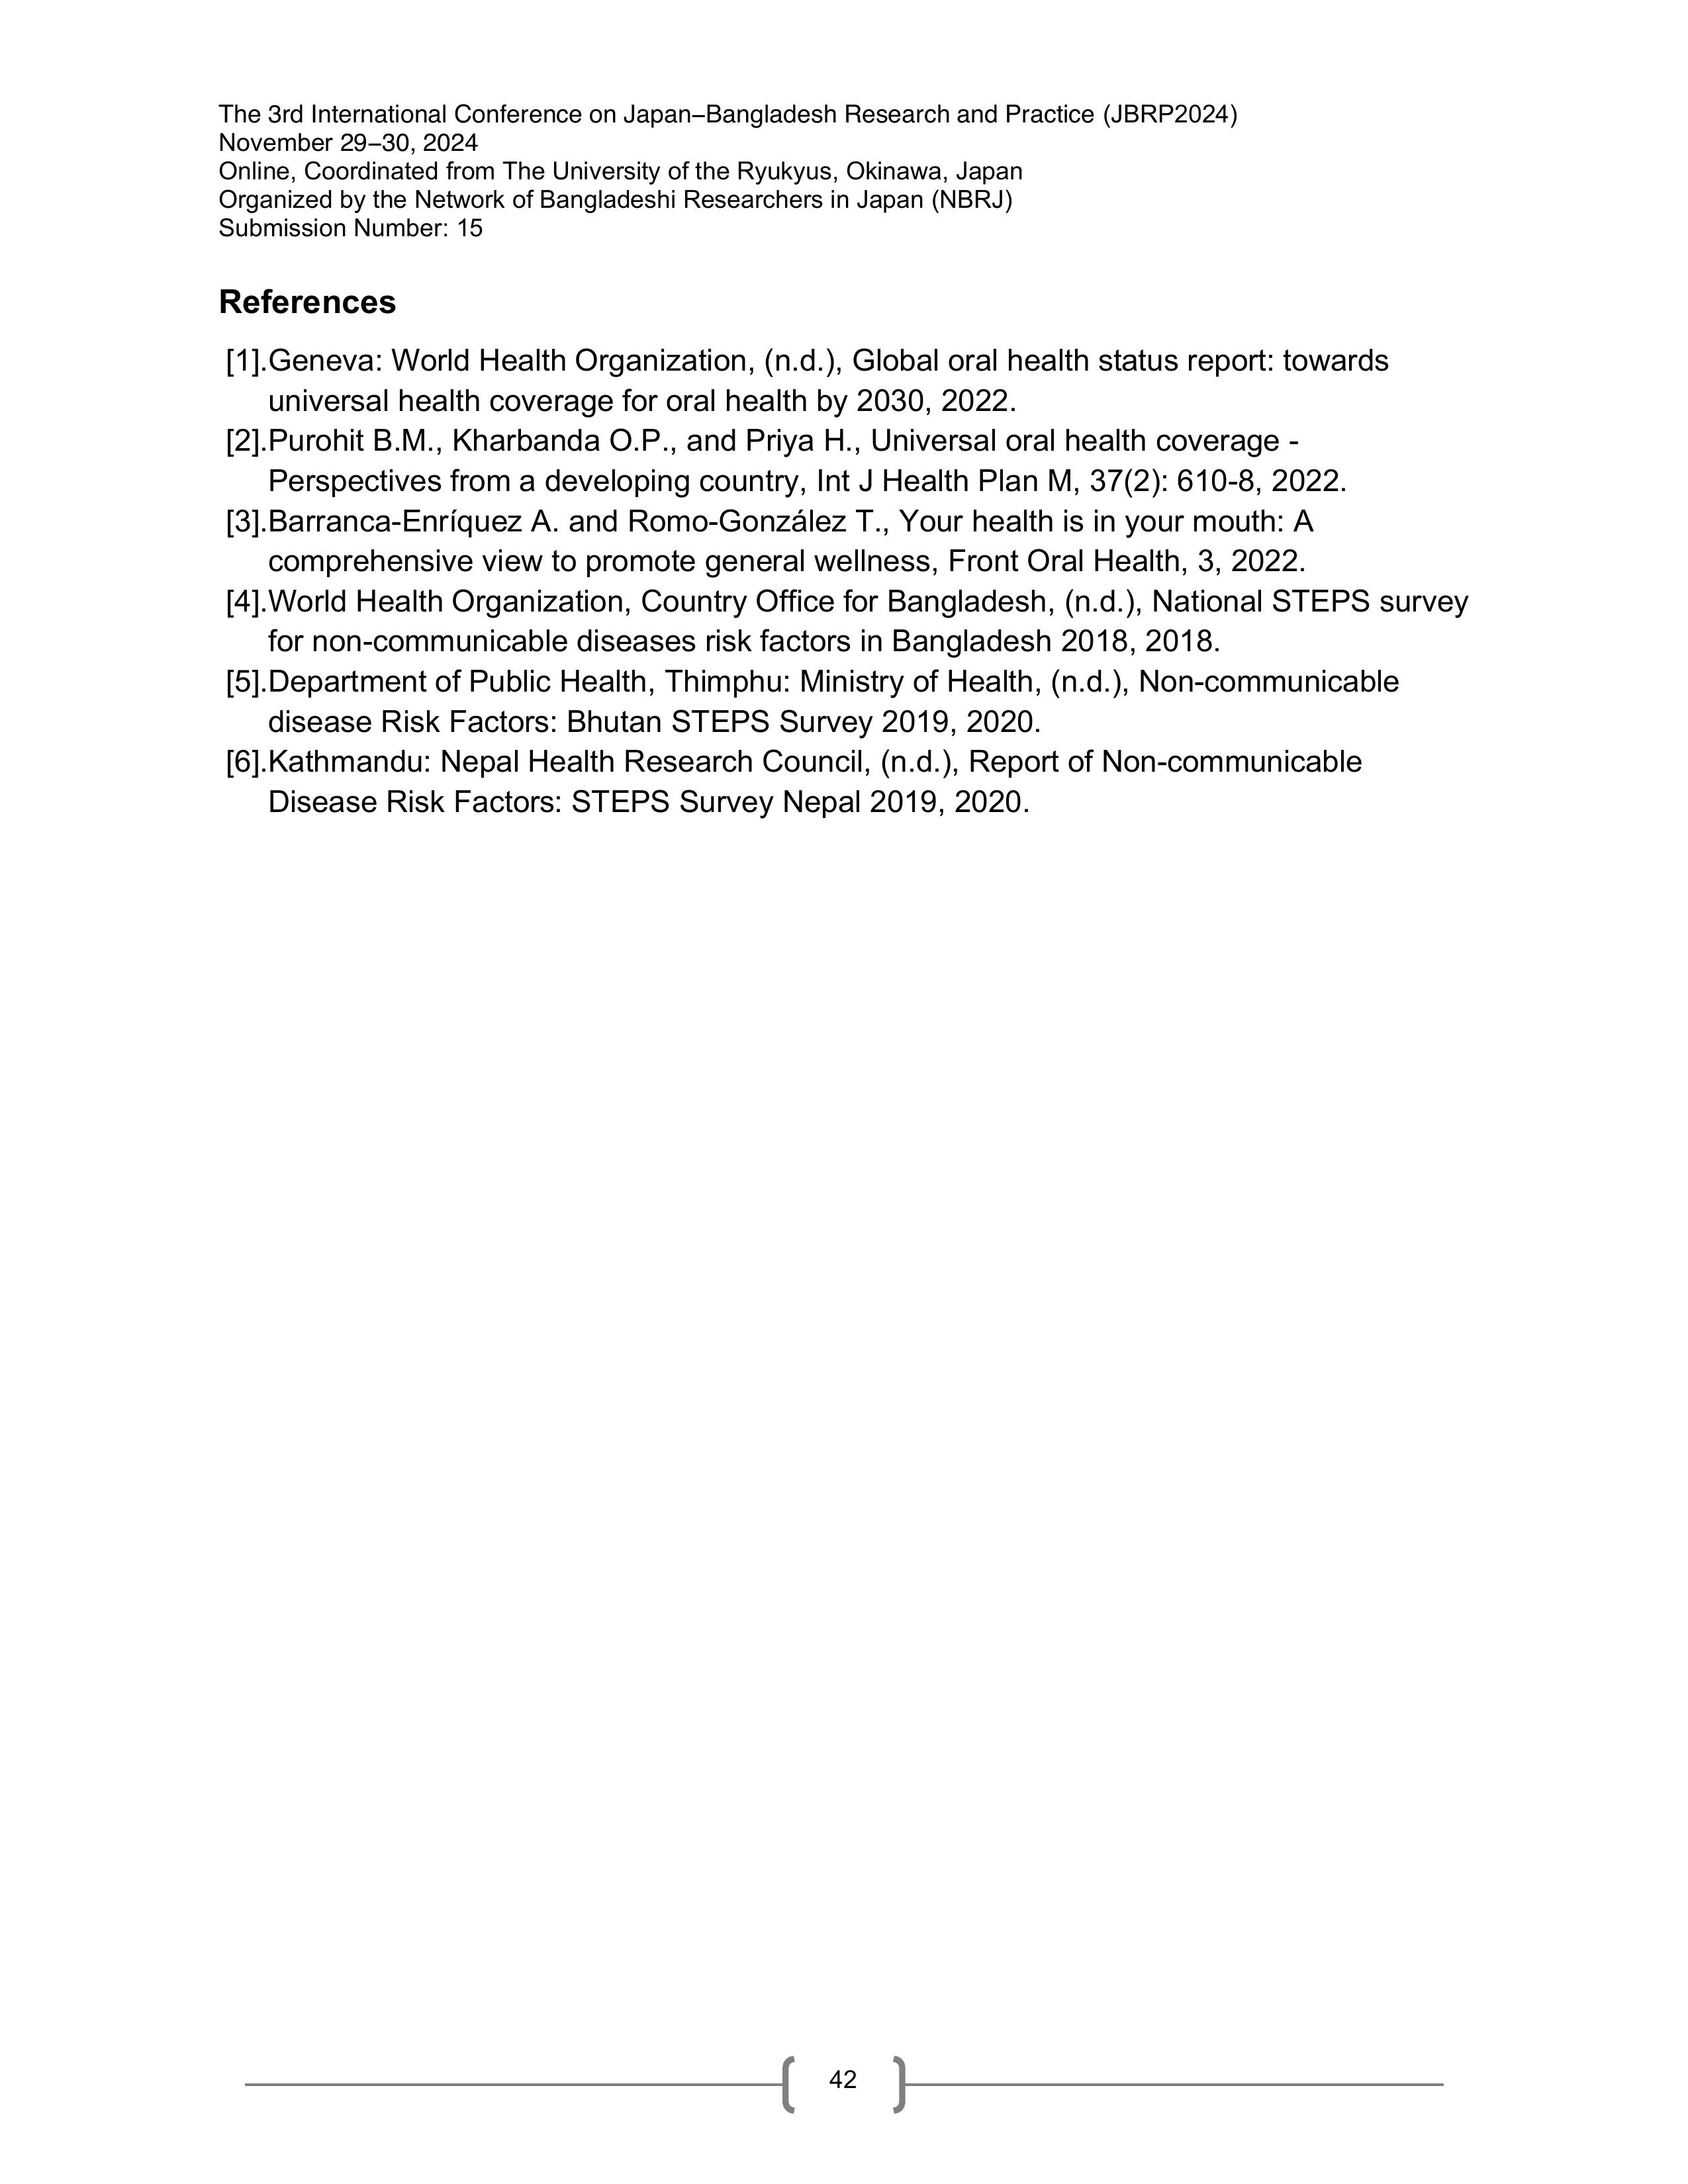 The 3rd International Conference on Japan–Bangladesh Research and Practice (JBRP2024)
November 29–30, 2024
Online, Coordinated from The University of the Ryukyus, Okinawa, Japan
Organized by the Network of Bangladeshi Researchers in Japan (NBRJ)
Submission Number: 15
References
[1].Geneva: World Health Organization, (n.d.), Global oral health status report: towards
universal health coverage for oral health by 2030, 2022.
[2].Purohit B.M., Kharbanda O.P., and Priya H., Universal oral health coverage -
Perspectives from a developing country, Int J Health Plan M, 37(2): 610-8, 2022.
[3].Barranca-Enríquez A. and Romo-González T., Your health is in your mouth: A
comprehensive view to promote general wellness, Front Oral Health, 3, 2022.
[4].World Health Organization, Country Office for Bangladesh, (n.d.), National STEPS survey
for non-communicable diseases risk factors in Bangladesh 2018, 2018.
[5].Department of Public Health, Thimphu: Ministry of Health, (n.d.), Non-communicable
disease Risk Factors: Bhutan STEPS Survey 2019, 2020.
[6].Kathmandu: Nepal Health Research Council, (n.d.), Report of Non-communicable
Disease Risk Factors: STEPS Survey Nepal 2019, 2020.
42